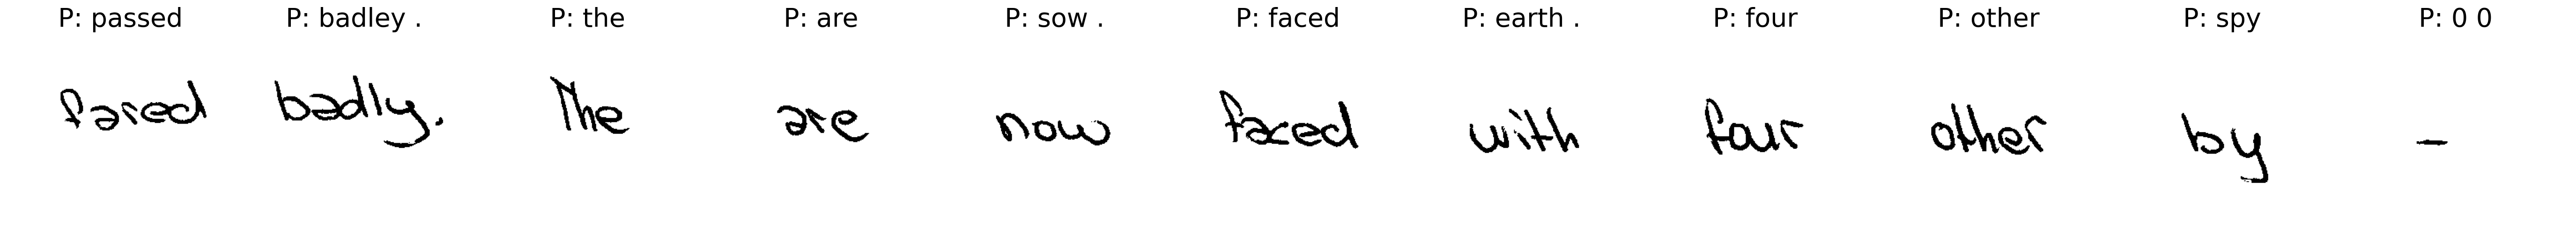 P: passed P: badley . P: the P: are P: sow . P: faced P: earth . P: four P: other P: spy P: 0 0
fared badly. The are now faced with four other by -